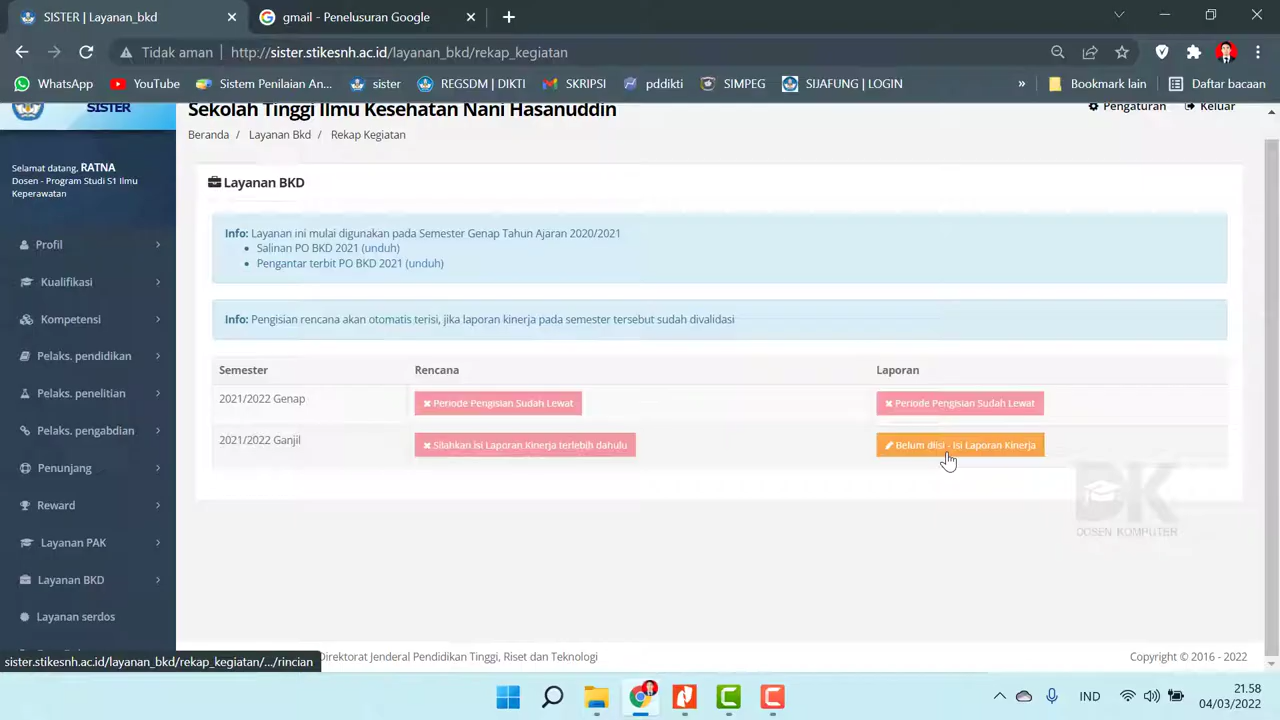 SISTER | Layanan_bkd
gmail - Penelusuran Google
Tidak aman | http://sister.stikesnh.ac.id/layanan_bkd/rekap_kegiatan
WhatsApp
YouTube
Sistem Penilaian An...
sister
REGSDM | DIKTI
SKRIPSI
pddikti
SIMPEG
SIJAFUNG | LOGIN
»
Bookmark lain
Daftar bacaan
SISTER
Sekolah Tinggi Ilmu Kesehatan Nani Hasanuddin
Pengaturan
Keluar
Beranda / Layanan Bkd / Rekap Kegiatan
Selamat datang, RATNA
Dosen - Program Studi S1 Ilmu
Keperawatan
Profil
Kualifikasi
Kompetensi
Pelaks. pendidikan
Pelaks. penelitian
Pelaks. pengabdian
Penunjang
Reward
Layanan PAK
Layanan BKD
Layanan serdos
Layanan BKD
Info: Layanan ini mulai digunakan pada Semester Genap Tahun Ajaran 2020/2021
• Salinan PO BKD 2021 (unduh)
• Pengantar terbit PO BKD 2021 (unduh)
Info: Pengisian rencana akan otomatis terisi, jika laporan kinerja pada semester tersebut sudah divalidasi
Semester Rencana Laporan
2021/2022 Genap Periode Pengisian Sudah Lewat Periode Pengisian Sudah Lewat
2021/2022 Ganjil Silahkan isi Laporan Kinerja terlebih dahulu Belum diisi - Isi Laporan Kinerja
DK
DOSEN KOMPUTER
sister.stikesnh.ac.id/layanan_bkd/rekap_kegiatan/.../rincian
Direktorat Jenderal Pendidikan Tinggi, Riset dan Teknologi
Copyright © 2016 - 2022
IND
21.58
04/03/2022